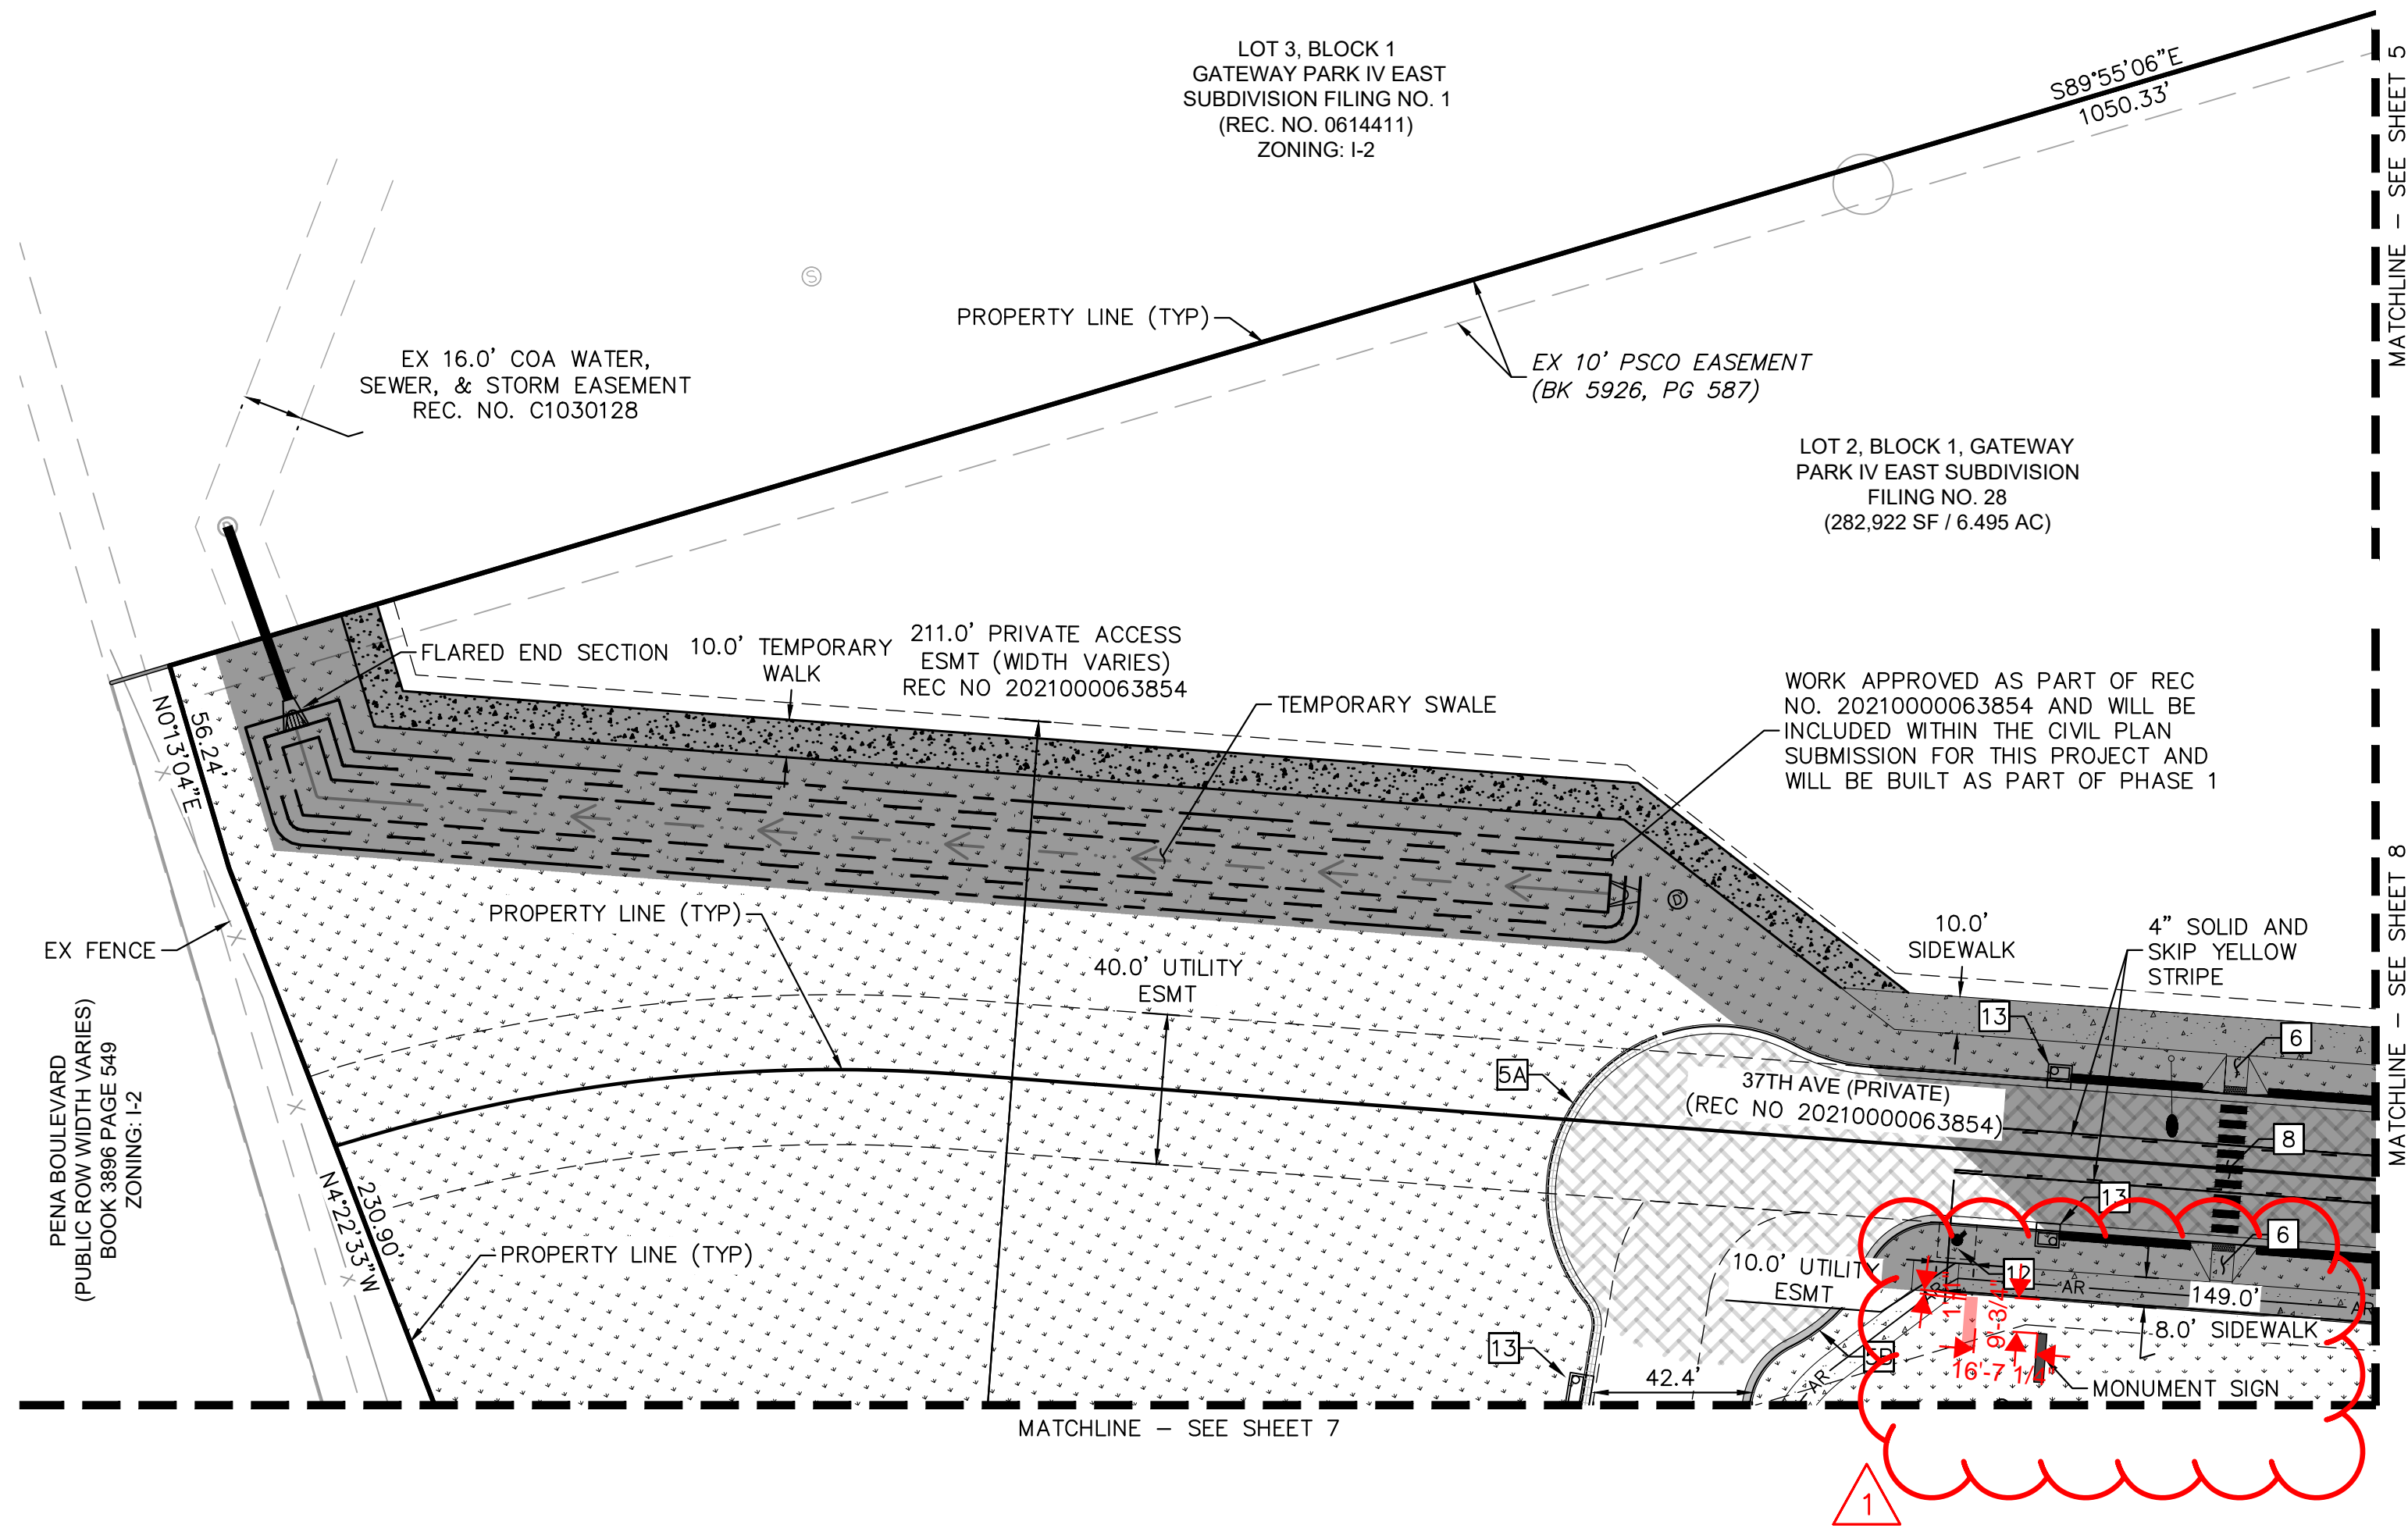 LOT 3, BLOCK 1
GATEWAY PARK IV EAST
SUBDIVISION FILING NO. 1
(REC. NO. 0614411)
ZONING: I-2
S89°55'06"E
1050.33'
MATCHLINE - SEE SHEET 5
S
PROPERTY LINE (TYP)
EX 16.0' COA WATER,
SEWER, & STORM EASEMENT
REC. NO. C1030128
EX 10' PSCO EASEMENT
(BK 5926, PG 587)
LOT 2, BLOCK 1, GATEWAY
PARK IV EAST SUBDIVISION
FILING NO. 28
(282,922 SF / 6.495 AC)
FLARED END SECTION
10.0' TEMPORARY
WALK
211.0' PRIVATE ACCESS
ESMT (WIDTH VARIES)
REC NO 2021000063854
TEMPORARY SWALE
WORK APPROVED AS PART OF REC
NO. 20210000063854 AND WILL BE
INCLUDED WITHIN THE CIVIL PLAN
SUBMISSION FOR THIS PROJECT AND
WILL BE BUILT AS PART OF PHASE 1
N0°13'04"E
56.24'
D
PROPERTY LINE (TYP)
EX FENCE
40.0' UTILITY
ESMT
10.0'
SIDEWALK
4" SOLID AND
SKIP YELLOW
STRIPE
MATCHLINE - SEE SHEET 8
13
6
5A
37TH AVE (PRIVATE)
(REC NO 20210000063854)
8
PENA BOULEVARD
(PUBLIC ROW WIDTH VARIES)
BOOK 3896 PAGE 549
ZONING: I-2
N4°22'33"W
230.90'
PROPERTY LINE (TYP)
13
6
10.0' UTILITY
ESMT
12
AR
149.0'
AR
8.0' SIDEWALK
13
42.4'
AR
MONUMENT SIGN
MATCHLINE - SEE SHEET 7
1